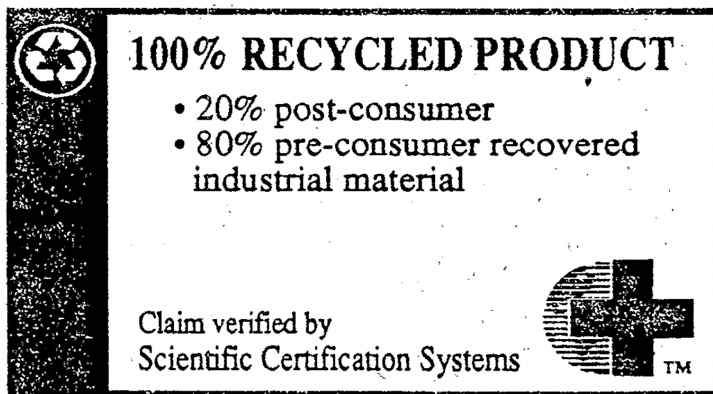 100% RECYCLED PRODUCT
• 20% post-consumer
• 80% pre-consumer recovered
industrial material
Claim verified by
Scientific Certification Systems
TM